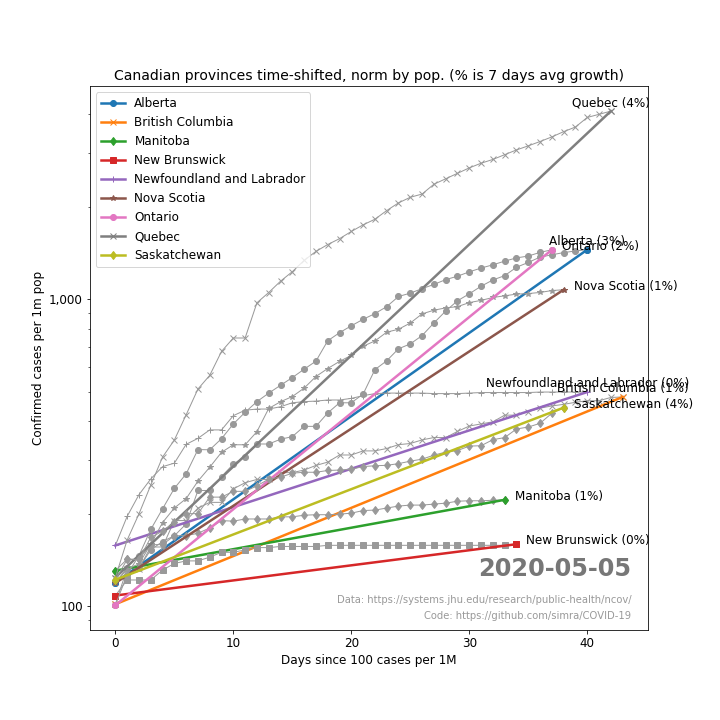 Canadian provinces time-shifted, norm by pop. (% is 7 days avg growth)
Alberta
British Columbia
Manitoba
New Brunswick
Newfoundland and Labrador
Nova Scotia
Ontario
Quebec
Saskatchewan
Quebec (4%)
Alberta (3%)
Ontario (2%)
Nova Scotia (1%)
Newfoundland and Labrador (0%)
British Columbia (1%)
Saskatchewan (4%)
Manitoba (1%)
New Brunswick (0%)
2020-05-05
Data: https://systems.jhu.edu/research/public-health/ncov/
Code: https://github.com/simra/COVID-19
Confirmed cases per 1m pop
1,000
100
0 10 20 30 40
Days since 100 cases per 1M